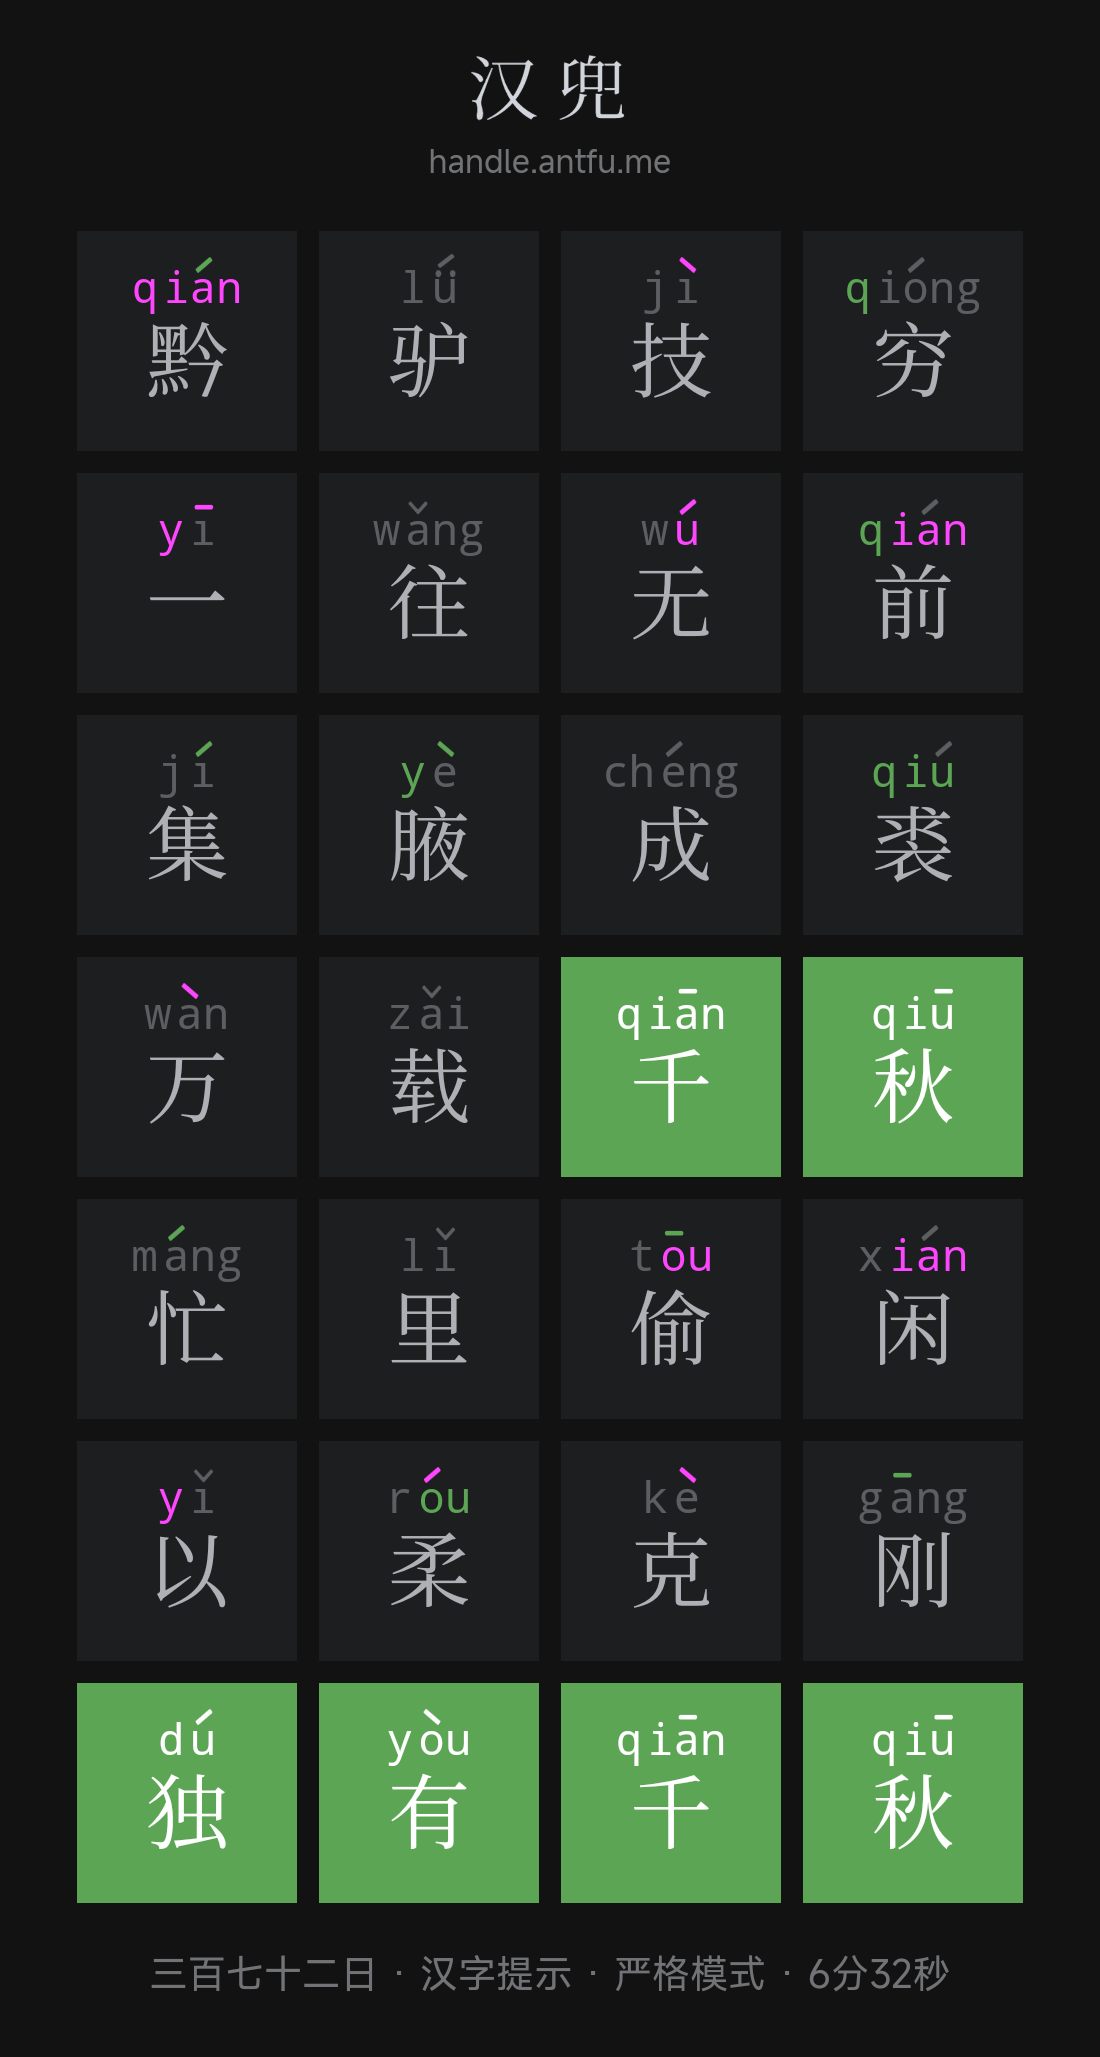 汉兜
handle.antfu.me
qián lǘ jì qióng
黔驴技穷
yī wǎng wú qián
一往无前
jí yè chéng qiú
集腋成裘
wàn zǎi qiān qiū
万载千秋
máng lǐ tōu xián
忙里偷闲
yǐ róu kè gāng
以柔克刚
dú yòu qiān qiū
独有千秋
三百七十二日 · 汉字提示 · 严格模式 · 6分32秒